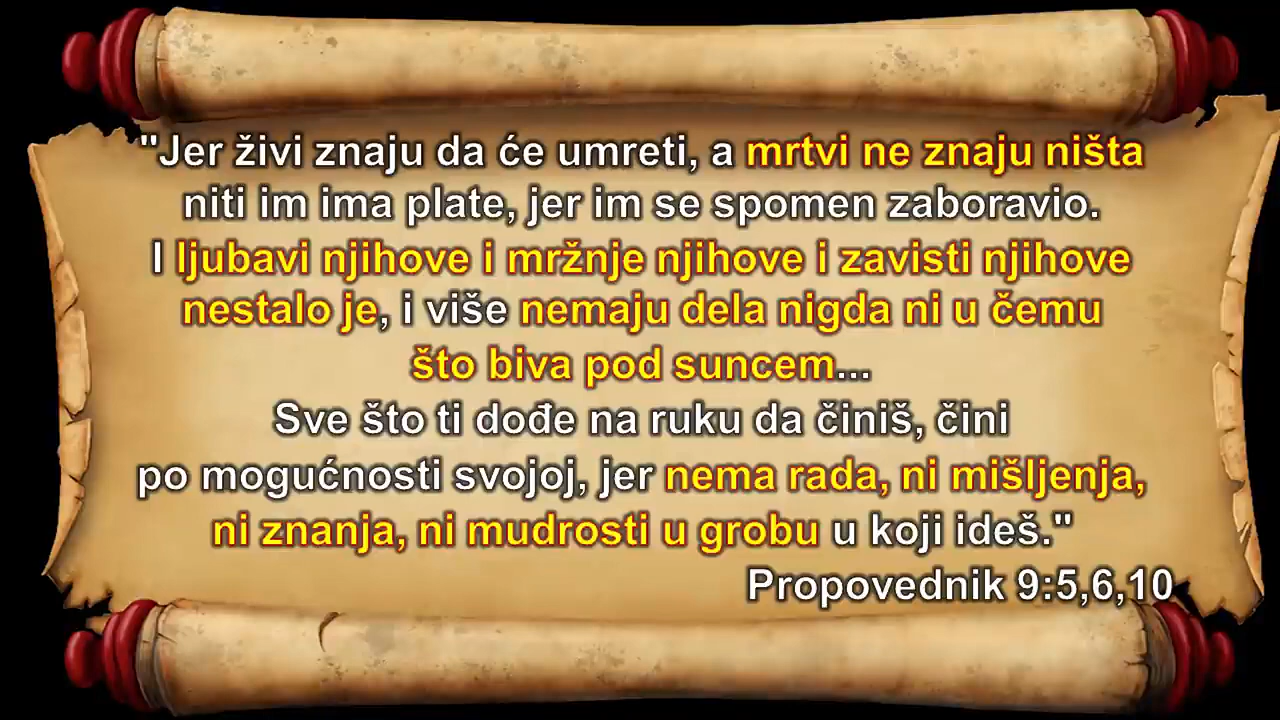 "Jer živi znaju da će umreti, a mrtvi ne znaju ništa
niti im ima plate, jer im se spomen zaboravio.
I ljubavi njihove i mržnje njihove i zavisti njihove
nestalo je, i više nemaju dela nigda ni u čemu
što biva pod suncem...
Sve što ti dođe na ruku da činiš, čini
po mogućnosti svojoj, jer nema rada, ni mišljenja,
ni znanja, ni mudrosti u grobu u koji ideš."
Propovednik 9:5,6,10